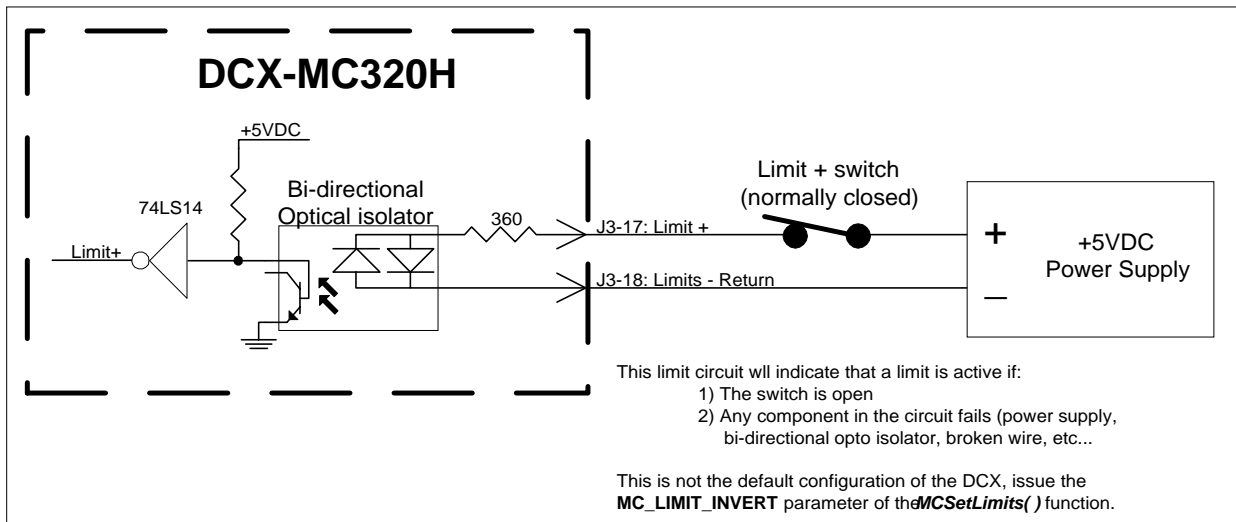 DCX-MC320H
+5VDC
Bi-directional
Optical isolator
74LS14
360
Limit+
J3-17: Limit +
J3-18: Limits - Return
Limit + switch
(normally closed)
+
–
+5VDC
Power Supply
This limit circuit wll indicate that a limit is active if:
1) The switch is open
2) Any component in the circuit fails (power supply,
bi-directional opto isolator, broken wire, etc...
This is not the default configuration of the DCX, issue the
MC_LIMIT_INVERT parameter of theMCSetLimits( ) function.